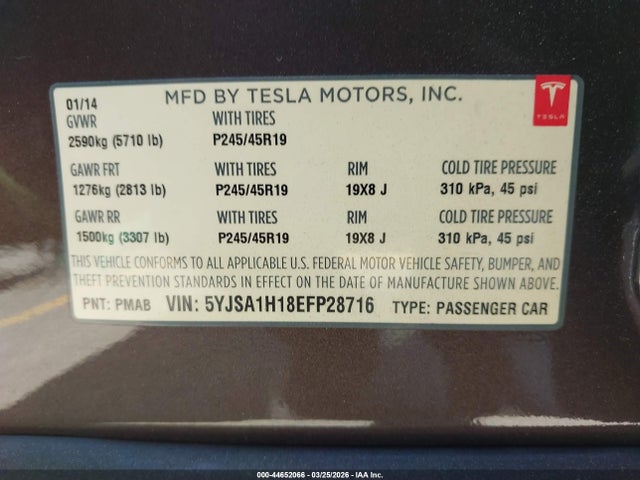 01/14 MFD BY TESLA MOTORS, INC. TESLA
GVWR WITH TIRES
2590kg (5710 lb) P245/45R19
GAWR FRT WITH TIRES RIM COLD TIRE PRESSURE
1276kg (2813 lb) P245/45R19 19X8 J 310 kPa, 45 psi
GAWR RR WITH TIRES RIM COLD TIRE PRESSURE
1500kg (3307 lb) P245/45R19 19X8 J 310 kPa, 45 psi
THIS VEHICLE CONFORMS TO ALL APPLICABLE U.S. FEDERAL MOTOR VEHICLE SAFETY, BUMPER, AND
THEFT PREVENTION STANDARDS IN EFFECT ON THE DATE OF MANUFACTURE SHOWN ABOVE.
PNT: PMAB VIN: 5YJSA1H18EFP28716 TYPE: PASSENGER CAR
000-44652066 - 03/25/2026 - IAA Inc.